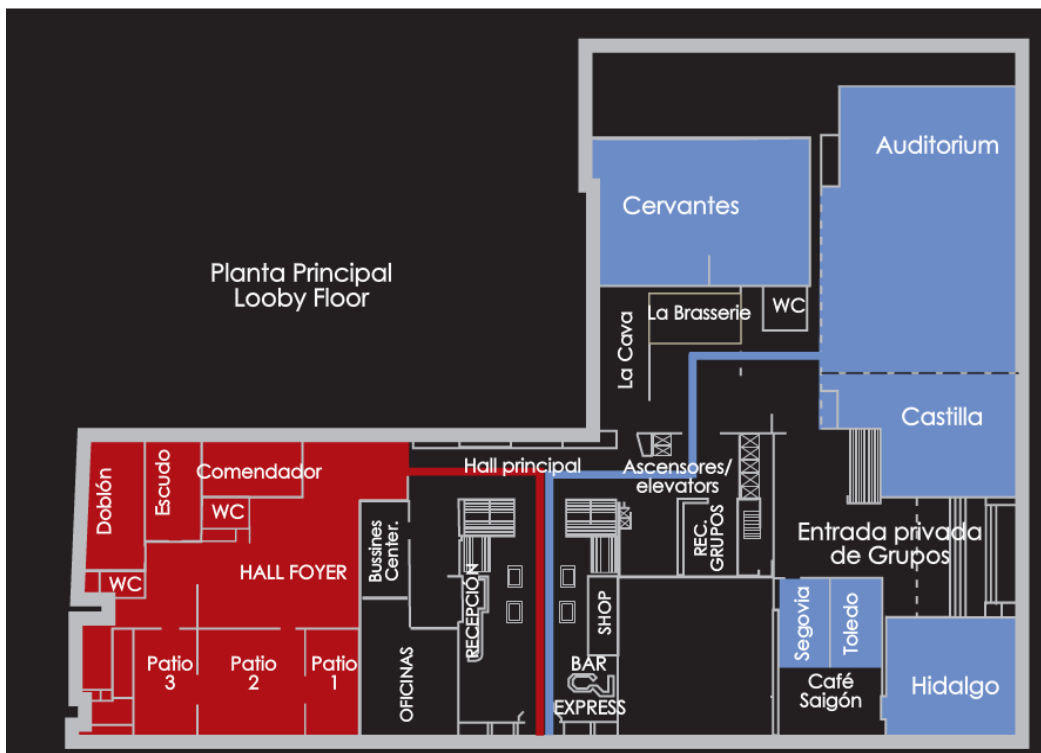 Auditorium
Cervantes
Planta Principal
Looby Floor
La Cava
La Brasserie
WC
Castilla
Hall principal
Ascensores/
elevators
Doblón
Escudo
Comendador
WC
WC
HALL FOYER
Bussines
Center.
RECEPCIÓN
REC.
GRUPOS
Entrada privada
de Grupos
SHOP
Segovia
Toledo
Patio
3
Patio
2
Patio
1
OFICINAS
BAR
EXPRESS
Café
Saigón
Hidalgo